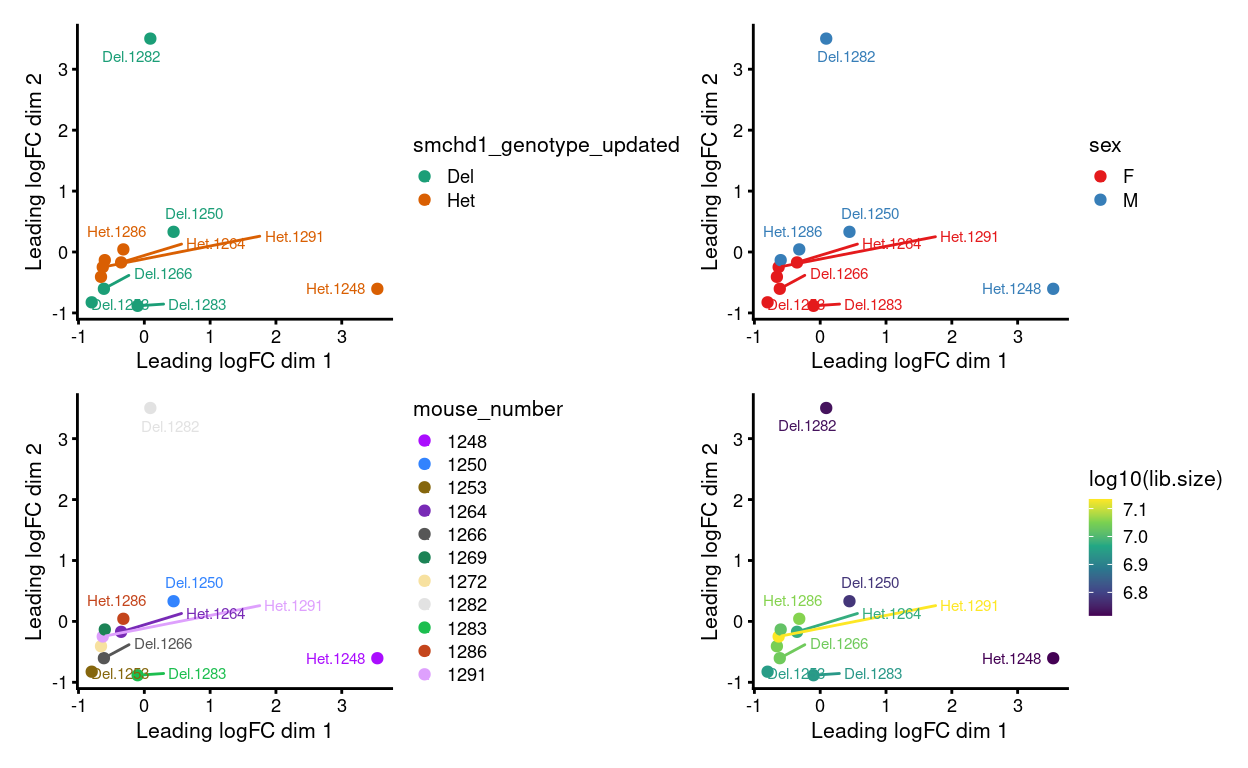 Leading logFC dim 2
3
2
1
0
-1
Del.1282
Del.1250
Het.1286
Het.1264
Het.1291
Del.1266
Het.1248
Del.1253
Del.1283
-1 0 1 2 3
Leading logFC dim 1
smchd1_genotype_updated
Del
Het
Leading logFC dim 2
3
2
1
0
-1
Del.1282
Del.1250
Het.1286
Het.1264
Het.1291
Del.1266
Het.1248
Del.1253
Del.1283
-1 0 1 2 3
Leading logFC dim 1
sex
F
M
Leading logFC dim 2
3
2
1
0
-1
Del.1282
Del.1250
Het.1286
Het.1264
Het.1291
Del.1266
Het.1248
Del.1253
Del.1283
-1 0 1 2 3
Leading logFC dim 1
mouse_number
1248
1250
1253
1264
1266
1269
1272
1282
1283
1286
1291
Leading logFC dim 2
3
2
1
0
-1
Del.1282
Del.1250
Het.1286
Het.1264
Het.1291
Del.1266
Het.1248
Del.1253
Del.1283
-1 0 1 2 3
Leading logFC dim 1
log10(lib.size)
7.1
7.0
6.9
6.8